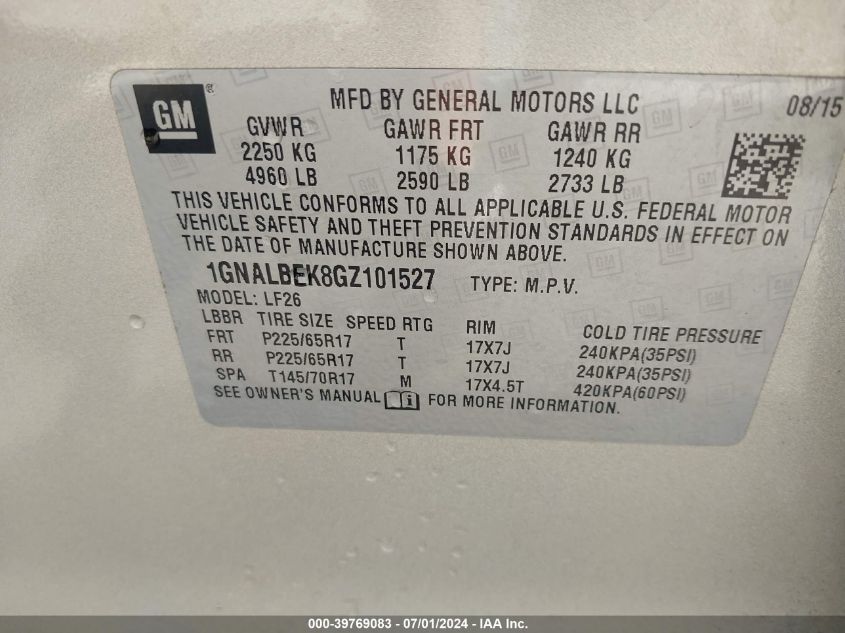 GM ®
MFD BY GENERAL MOTORS LLC 08/15
GVWR GAWR FRT GAWR RR
2250 KG 1175 KG 1240 KG
4960 LB 2590 LB 2733 LB
THIS VEHICLE CONFORMS TO ALL APPLICABLE U.S. FEDERAL MOTOR
VEHICLE SAFETY AND THEFT PREVENTION STANDARDS IN EFFECT ON
THE DATE OF MANUFACTURE SHOWN ABOVE.
1GNALBEK8GZ101527 TYPE: M.P.V.
MODEL: LF26
LBBR TIRE SIZE SPEED RTG RIM COLD TIRE PRESSURE
FRT P225/65R17 T 17X7J 240KPA(35PSI)
RR P225/65R17 T 17X7J 240KPA(35PSI)
SPA T145/70R17 M 17X4.5T 420KPA(60PSI)
SEE OWNER'S MANUAL FOR MORE INFORMATION.
000-39769083 - 07/01/2024 - IAA Inc.